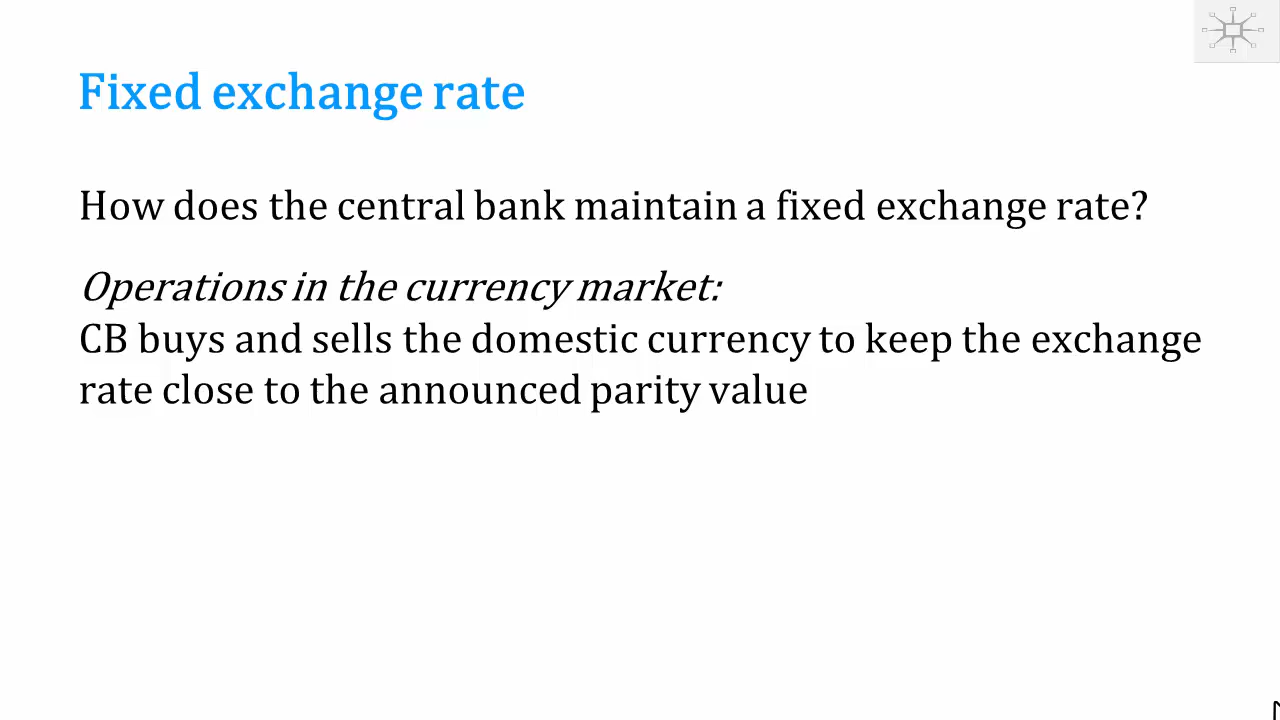 Fixed exchange rate
How does the central bank maintain a fixed exchange rate?
Operations in the currency market:
CB buys and sells the domestic currency to keep the exchange
rate close to the announced parity value